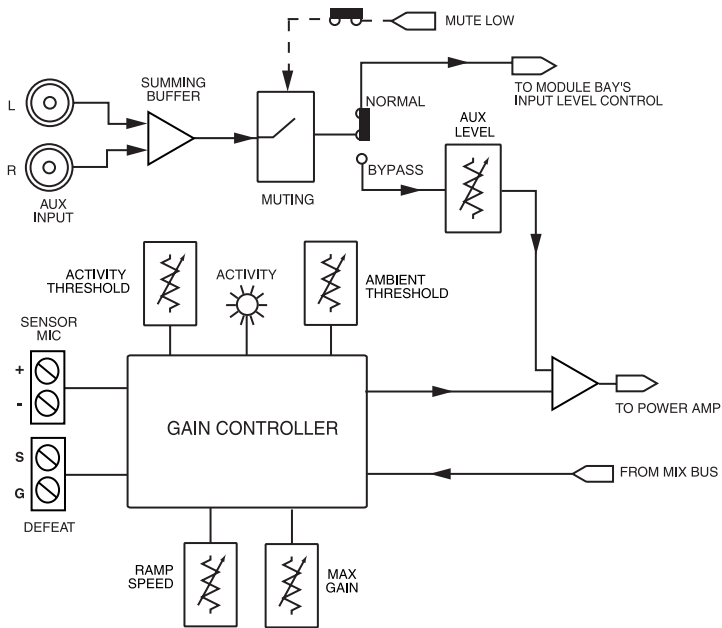 MUTE LOW
SUMMING
BUFFER
NORMAL
TO MODULE BAY'S
INPUT LEVEL CONTROL
L
R
AUX
INPUT
MUTING
BYPASS
AUX
LEVEL
ACTIVITY
THRESHOLD
ACTIVITY
AMBIENT
THRESHOLD
SENSOR
MIC
+
-
GAIN CONTROLLER
TO POWER AMP
S
G
DEFEAT
FROM MIX BUS
RAMP
SPEED
MAX
GAIN